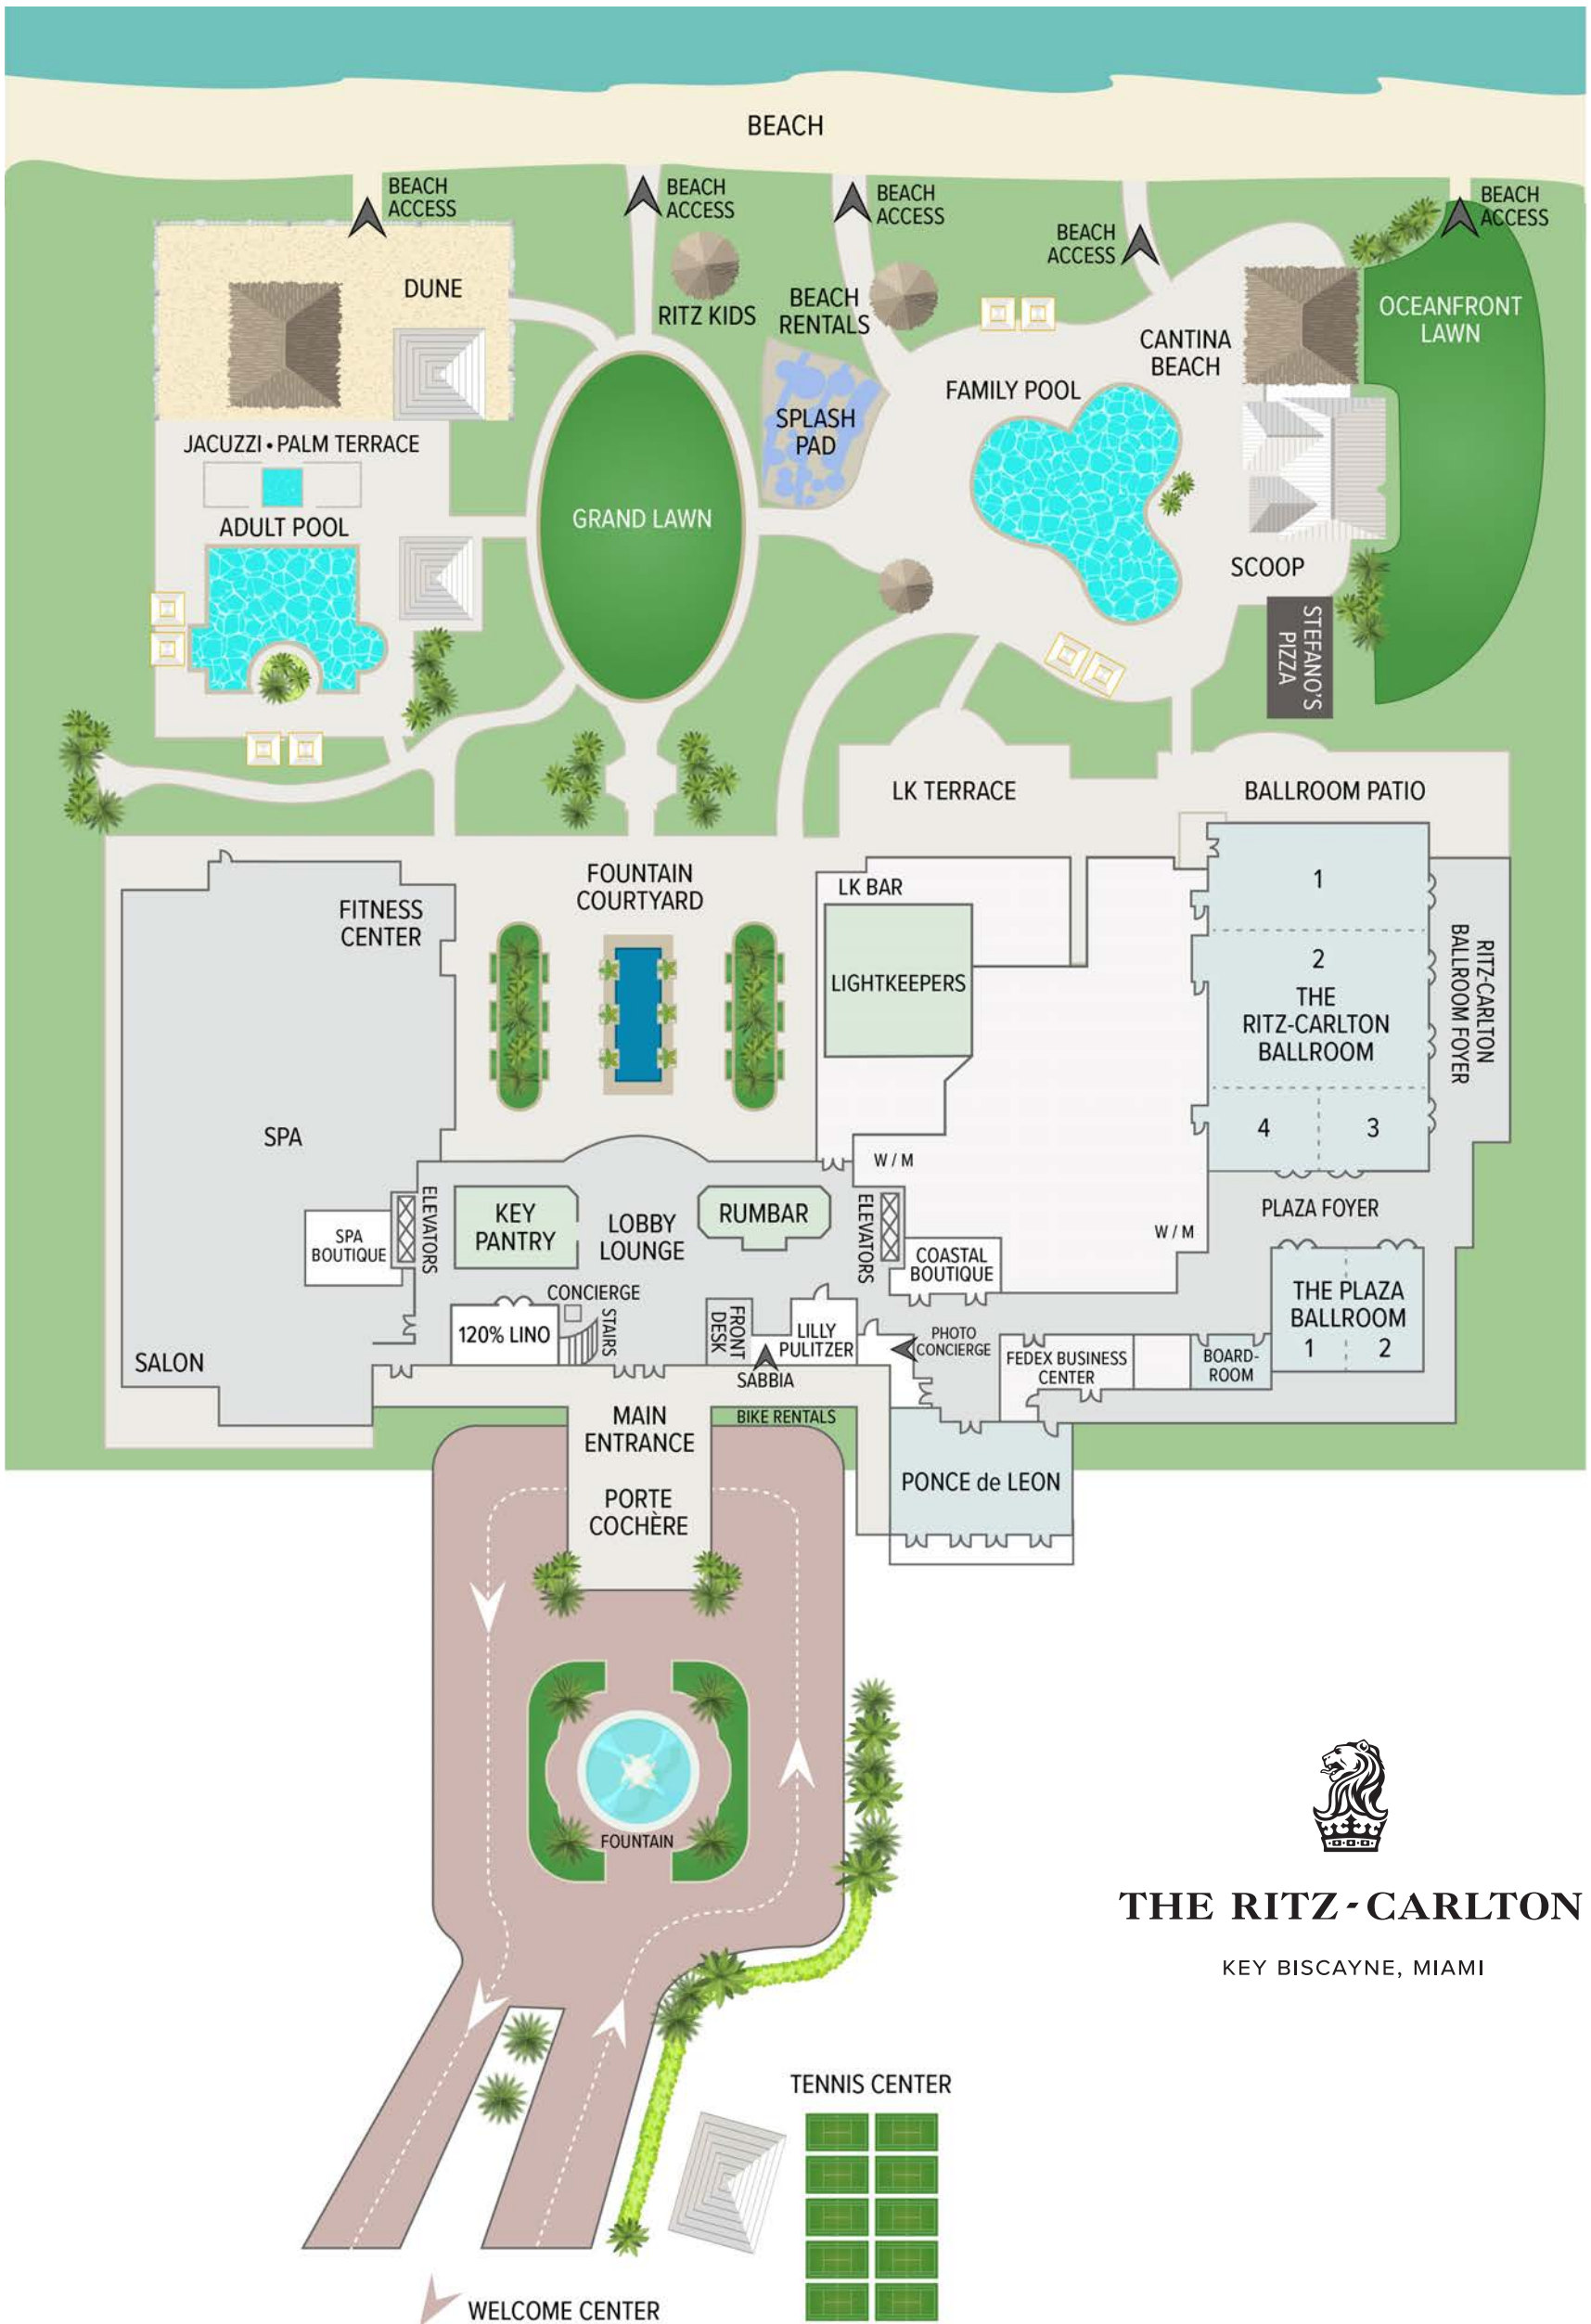 BEACH
BEACH
ACCESS
BEACH
ACCESS
BEACH
ACCESS
BEACH
ACCESS
BEACH
ACCESS
DUNE
RITZ KIDS
BEACH
RENTALS
OCEANFRONT
LAWN
CANTINA
BEACH
FAMILY POOL
SPLASH
PAD
JACUZZI • PALM TERRACE
ADULT POOL
GRAND LAWN
SCOOP
STEFANO'S
PIZZA
LK TERRACE
BALLROOM PATIO
FOUNTAIN
COURTYARD
FITNESS
CENTER
LK BAR
LIGHTKEEPERS
1
2
THE
RITZ-CARLTON
BALLROOM
4
3
RITZ-CARLTON
BALLROOM FOYER
SPA
W / M
ELEVATORS
KEY
PANTRY
LOBBY
LOUNGE
RUMBAR
ELEVATORS
PLAZA FOYER
W / M
SPA
BOUTIQUE
COASTAL
BOUTIQUE
CONCIERGE
STAIRS
120% LINO
FRONT
DESK
LILLY
PULITZER
PHOTO
CONCIERGE
THE PLAZA
BALLROOM
1
2
FEDEX BUSINESS
CENTER
BOARD-
ROOM
SALON
SABBIA
MAIN
ENTRANCE
BIKE RENTALS
PONCE de LEON
PORTE
COCHÈRE
FOUNTAIN
THE RITZ-CARLTON
KEY BISCAYNE, MIAMI
TENNIS CENTER
WELCOME CENTER